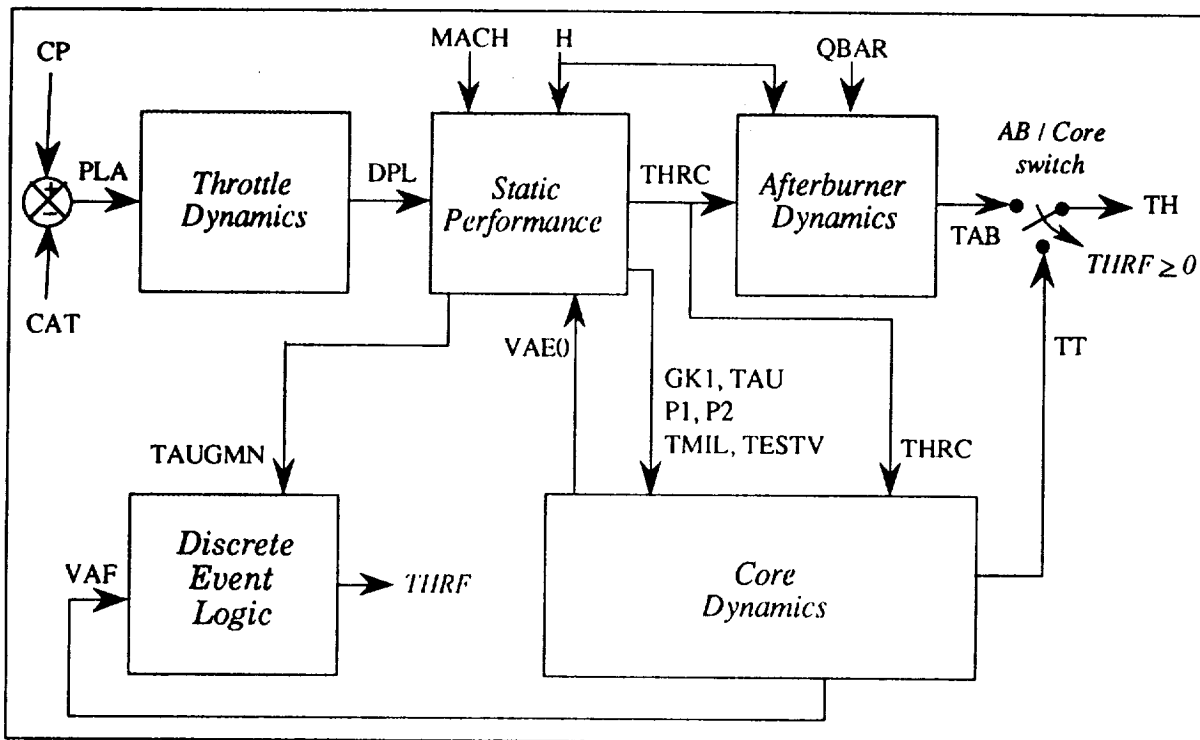 CP
MACH
H
QBAR
AB / Core
switch
+
−
PLA
Throttle
Dynamics
DPL
Static
Performance
THRC
Afterburner
Dynamics
TAB
TH
THRF ≥ 0
CAT
VAE0
TT
GK1, TAU
P1, P2
TMIL, TESTV
TAUGMN
THRC
VAF
Discrete
Event
Logic
THRF
Core
Dynamics